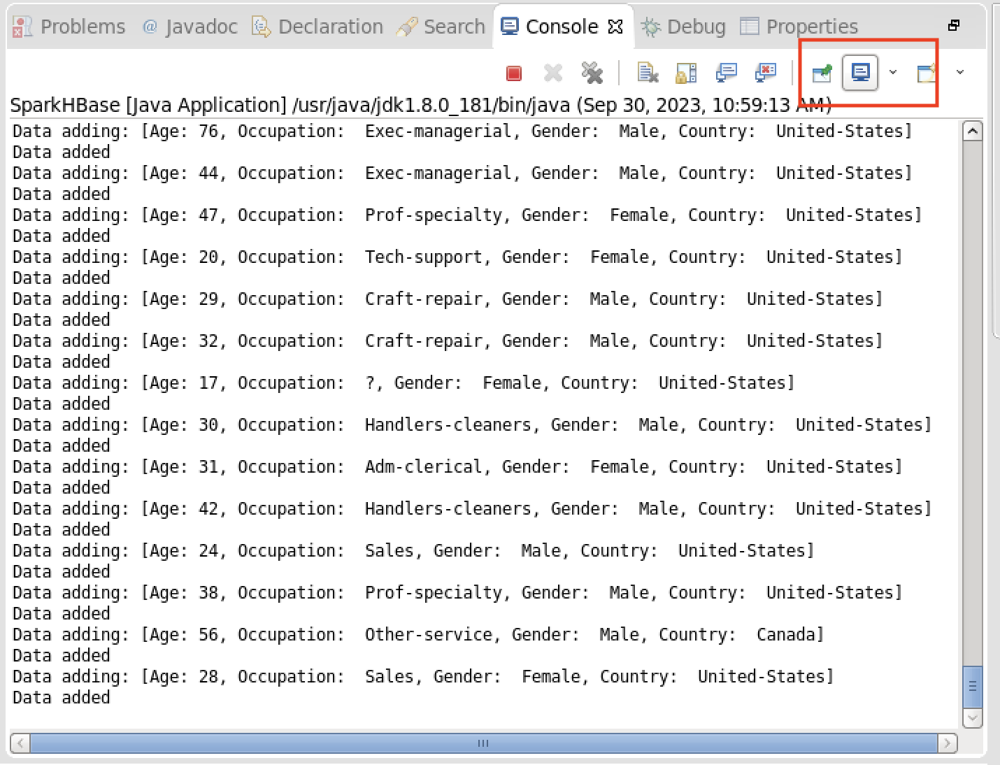 Problems @ Javadoc Declaration Search Console Debug Properties
SparkHBase [Java Application] /usr/java/jdk1.8.0_181/bin/java (Sep 30, 2023, 10:59:13 AM)
Data adding: [Age: 76, Occupation:  Exec-managerial, Gender:  Male, Country:  United-States]
Data added
Data adding: [Age: 44, Occupation:  Exec-managerial, Gender:  Male, Country:  United-States]
Data added
Data adding: [Age: 47, Occupation:  Prof-specialty, Gender:  Female, Country:  United-States]
Data added
Data adding: [Age: 20, Occupation:  Tech-support, Gender:  Female, Country:  United-States]
Data added
Data adding: [Age: 29, Occupation:  Craft-repair, Gender:  Male, Country:  United-States]
Data added
Data adding: [Age: 32, Occupation:  Craft-repair, Gender:  Male, Country:  United-States]
Data added
Data adding: [Age: 17, Occupation:  ?, Gender:  Female, Country:  United-States]
Data added
Data adding: [Age: 30, Occupation:  Handlers-cleaners, Gender:  Male, Country:  United-States]
Data added
Data adding: [Age: 31, Occupation:  Adm-clerical, Gender:  Female, Country:  United-States]
Data added
Data adding: [Age: 42, Occupation:  Handlers-cleaners, Gender:  Male, Country:  United-States]
Data added
Data adding: [Age: 24, Occupation:  Sales, Gender:  Male, Country:  United-States]
Data added
Data adding: [Age: 38, Occupation:  Prof-specialty, Gender:  Male, Country:  United-States]
Data added
Data adding: [Age: 56, Occupation:  Other-service, Gender:  Male, Country:  Canada]
Data added
Data adding: [Age: 28, Occupation:  Sales, Gender:  Female, Country:  United-States]
Data added